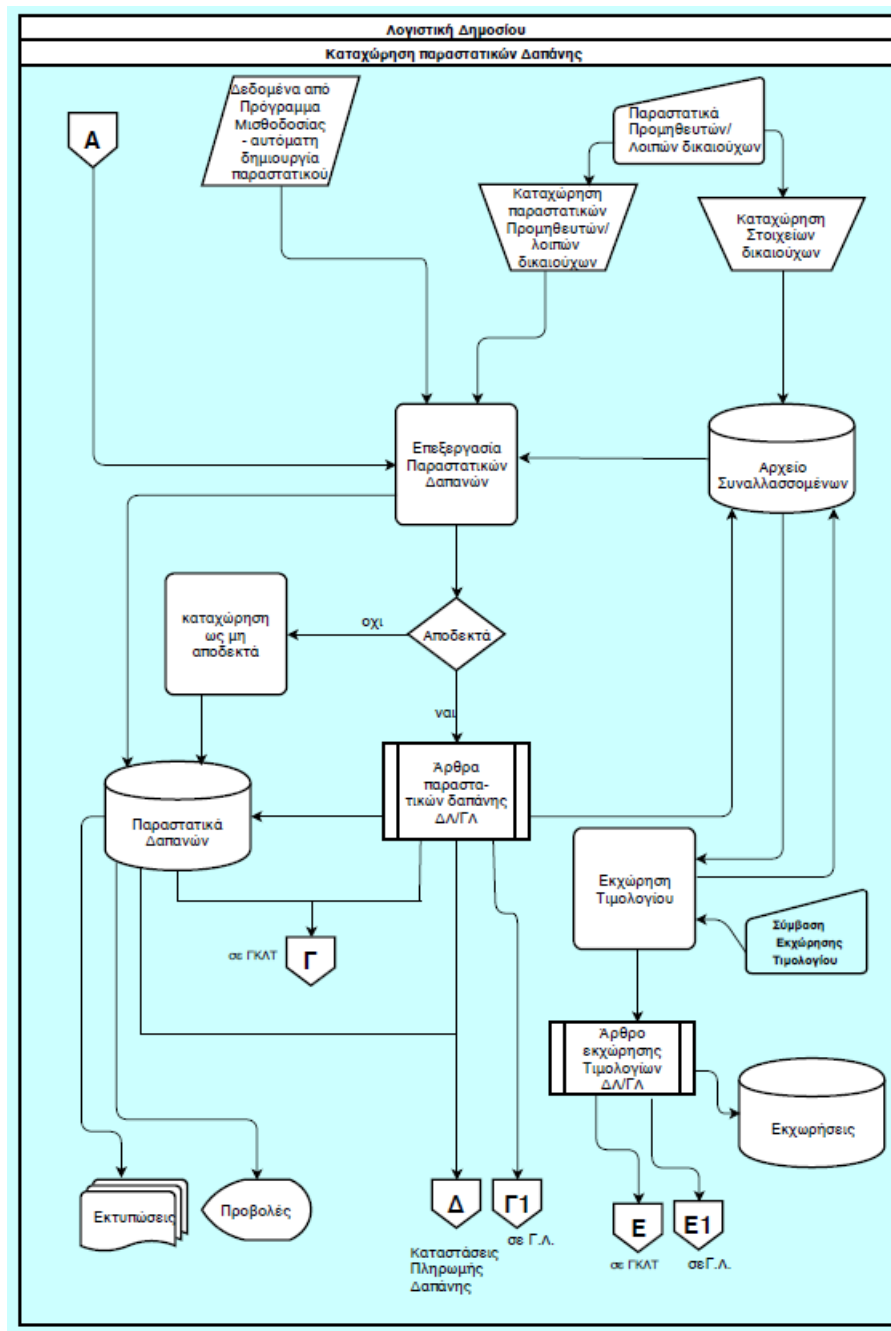 Λογιστική Δημοσίου
Καταχώρηση παραστατικών Δαπάνης
Α
Δεδομένα από
Πρόγραμμα
Μισθοδοσίας
- αυτόματη
δημιουργία
παραστατικού
Παραστατικά
Προμηθευτών/
Λοιπών δικαιούχων
Καταχώρηση
παραστατικών
Προμηθευτών/
λοιπών
δικαιούχων
Καταχώρηση
Στοιχείων
δικαιούχων
Επεξεργασία
Παραστατικών
Δαπανών
Αρχείο
Συναλλασσομένων
καταχώρηση
ως μη
αποδεκτά
οχι
Αποδεκτά
ναι
Άρθρα
παραστα-
τικών δαπάνης
ΔΛ/ΓΛ
Παραστατικά
Δαπανών
Εκχώρηση
Τιμολογίου
Σύμβαση
Εκχώρησης
Τιμολογίου
σε ΓΚΛΤ
Γ
Άρθρο
εκχώρησης
Τιμολογίων
ΔΛ/ΓΛ
Εκχωρήσεις
Εκτυπώσεις
Προβολές
Δ
Καταστάσεις
Πληρωμής
Δαπάνης
Γ1
σε Γ.Λ.
Ε
σε ΓΚΛΤ
Ε1
σεΓ.Λ.